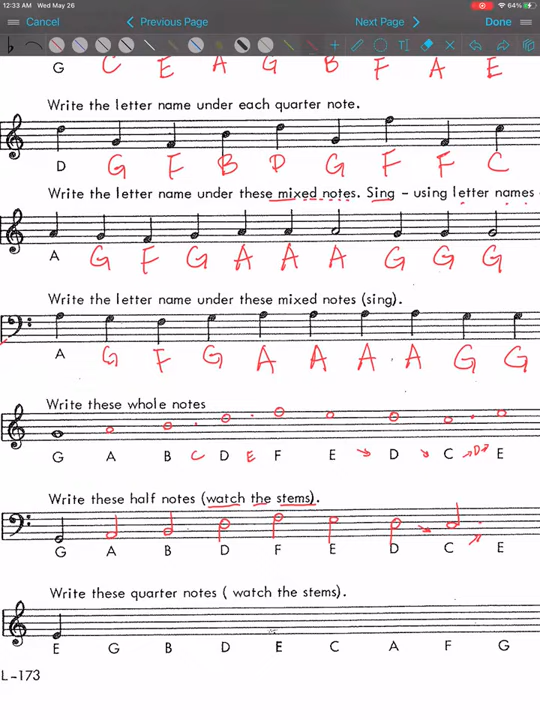 12:33 AM Wed May 26
64%
Cancel
Previous Page
Next Page
Done
G C E A G B F A E
Write the letter name under each quarter note.
D G F B D G F F C
Write the letter name under these mixed notes. Sing - using letter names
A G F G A A A G G G
Write the letter name under these mixed notes (sing).
A G F G A A A A G G
Write these whole notes
G A B C D E F E D C D E
Write these half notes (watch the stems).
G A B D F E D C E
Write these quarter notes ( watch the stems).
E G B D E C A F G
L-173